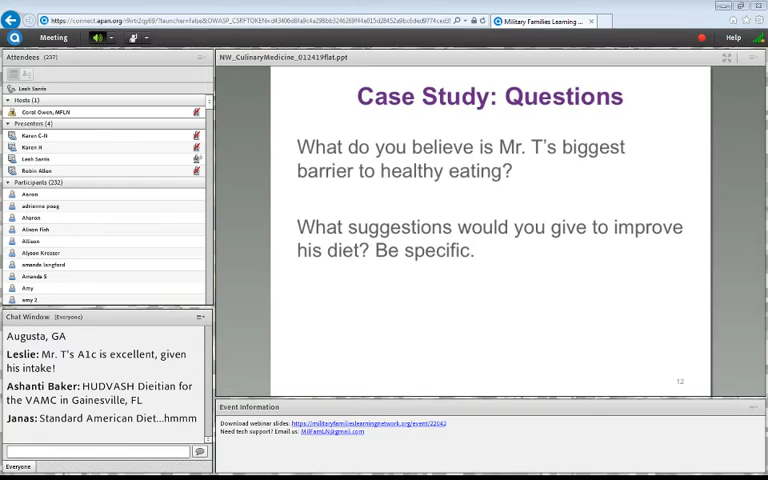 Military Families Learning ...
Meeting
Help
Attendees (237)
NW_CulinaryMedicine_012419flat.ppt
Leah Sarris
Hosts (1)
Coral Owen, MFLN
Presenters (4)
Karen C-N
Karen H
Leah Sarris
Robin Allen
Participants (232)
Aaron
adrienne poag
Aharon
Alison Fish
Allison
Alyson Kresser
amanda langford
Amanda S
Amy
amy 2
Case Study: Questions
What do you believe is Mr. T's biggest
barrier to healthy eating?
What suggestions would you give to improve
his diet? Be specific.
12
Chat Window (Everyone)
Augusta, GA
Leslie: Mr. T's A1c is excellent, given
his intake!
Ashanti Baker: HUDVASH Dieitian for
the VAMC in Gainesville, FL
Janas: Standard American Diet...hmmm
Everyone
Event Information
Download webinar slides: https://militaryfamilieslearningnetwork.org/event/22042
Need tech support? Email us: MilFamLN@gmail.com